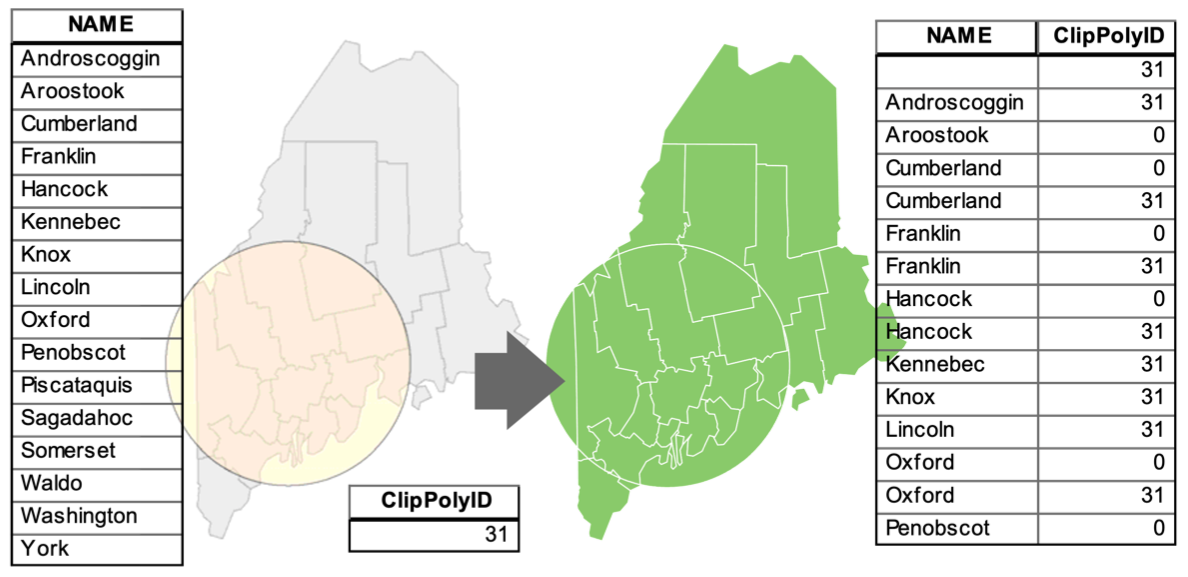 NAME
Androscoggin
Aroostook
Cumberland
Franklin
Hancock
Kennebec
Knox
Lincoln
Oxford
Penobscot
Piscataquis
Sagadahoc
Somerset
Waldo
Washington
York
ClipPolyID
31
NAME ClipPolyID
31
Androscoggin 31
Aroostook 0
Cumberland 0
Cumberland 31
Franklin 0
Franklin 31
Hancock 0
Hancock 31
Kennebec 31
Knox 31
Lincoln 31
Oxford 0
Oxford 31
Penobscot 0